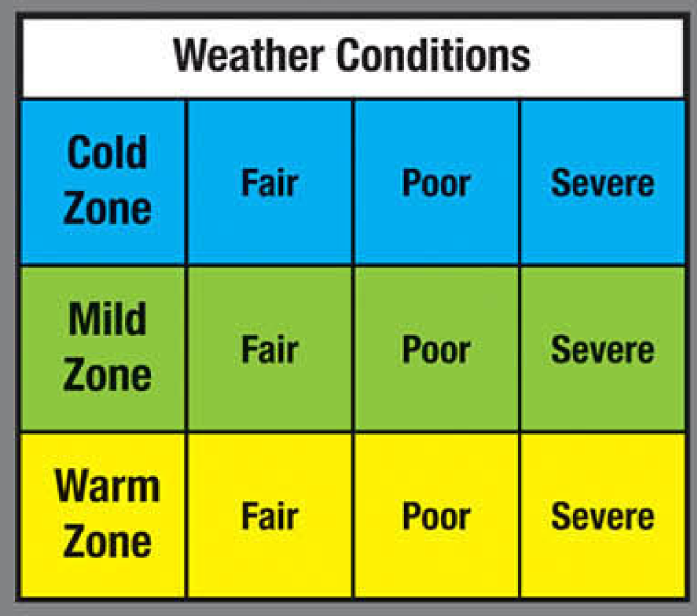 Weather Conditions
Cold
Zone
Fair
Poor
Severe
Mild
Zone
Fair
Poor
Severe
Warm
Zone
Fair
Poor
Severe